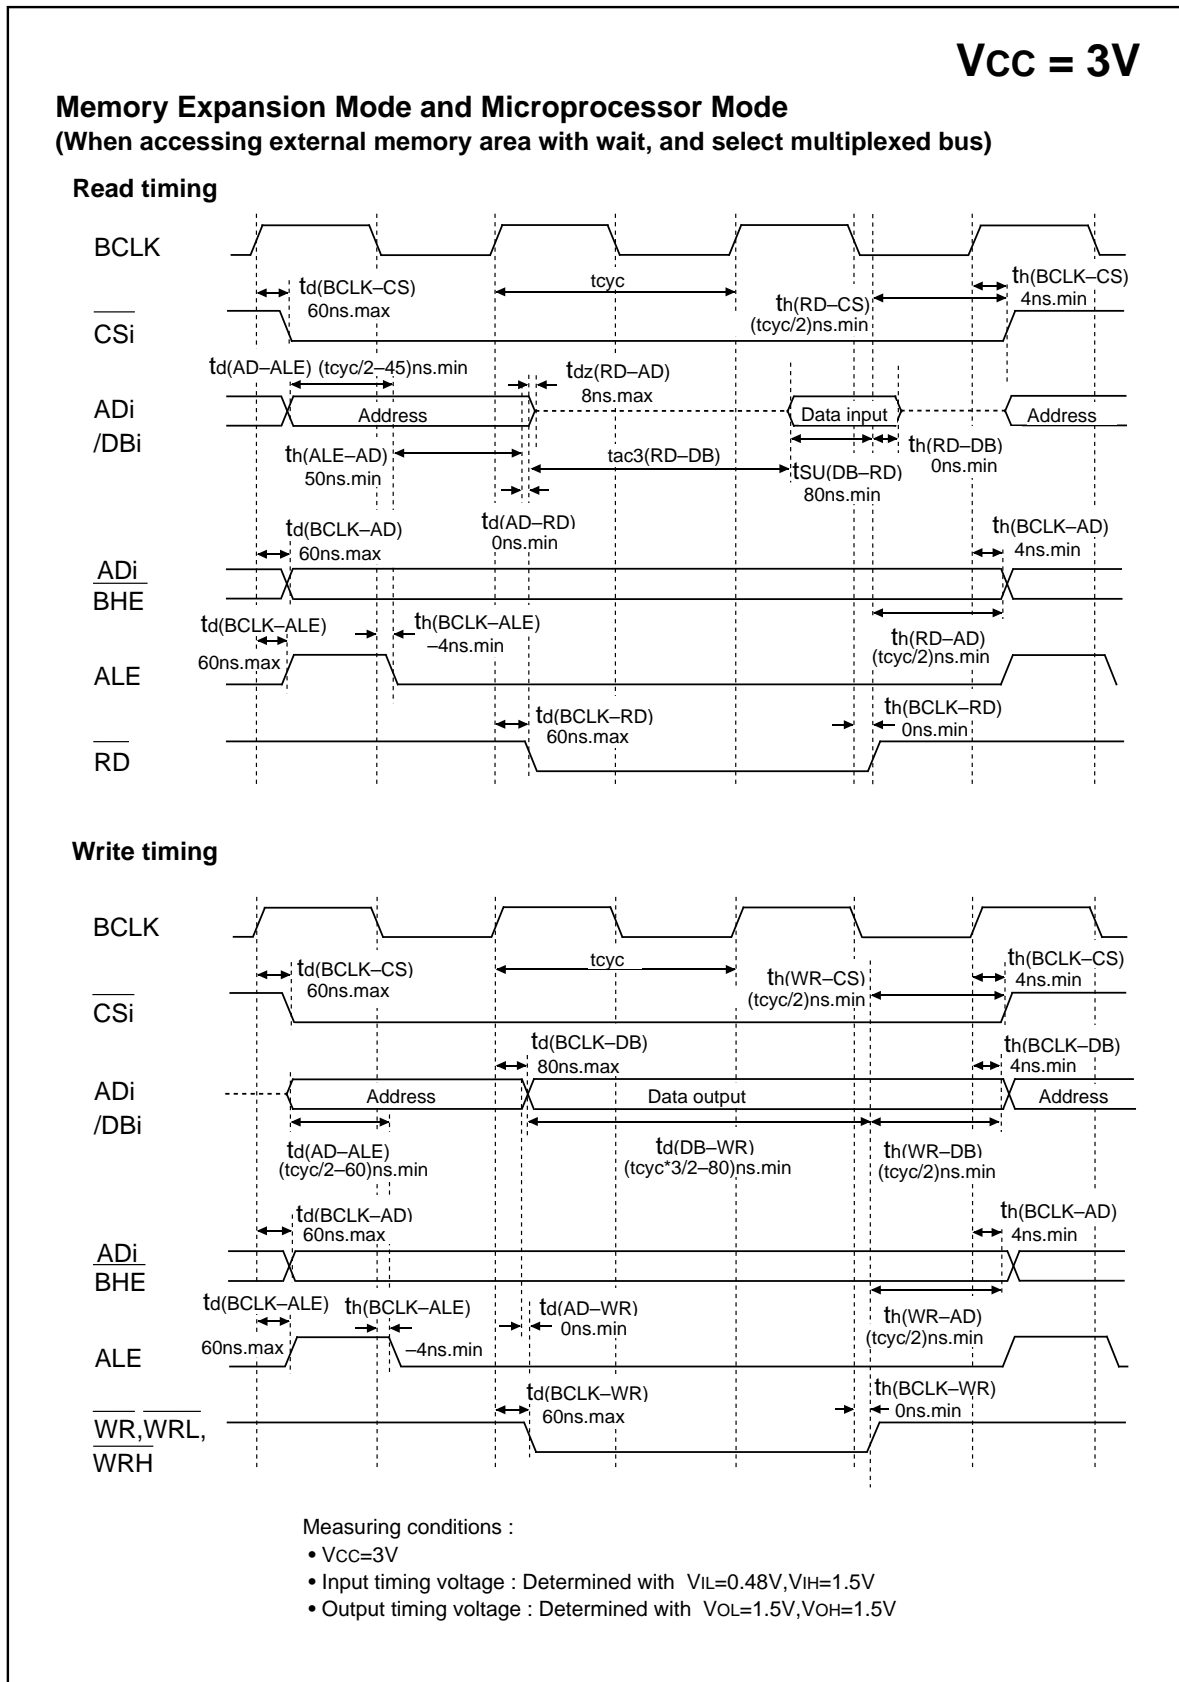 VCC = 3V
Memory Expansion Mode and Microprocessor Mode
(When accessing external memory area with wait, and select multiplexed bus)
Read timing
BCLK
td(BCLK–CS)
60ns.max
tcyc
th(RD–CS)
(tcyc/2)ns.min
th(BCLK–CS)
4ns.min
CSi
td(AD–ALE) (tcyc/2–45)ns.min
tdz(RD–AD)
8ns.max
ADi
/DBi
Address
Data input
Address
th(ALE–AD)
50ns.min
tac3(RD–DB)
tSU(DB–RD)
80ns.min
th(RD–DB)
0ns.min
td(AD–RD)
0ns.min
td(BCLK–AD)
60ns.max
th(BCLK–AD)
4ns.min
ADi
BHE
td(BCLK–ALE)
60ns.max
th(BCLK–ALE)
–4ns.min
th(RD–AD)
(tcyc/2)ns.min
ALE
td(BCLK–RD)
60ns.max
th(BCLK–RD)
0ns.min
RD
Write timing
BCLK
td(BCLK–CS)
60ns.max
tcyc
th(WR–CS)
(tcyc/2)ns.min
th(BCLK–CS)
4ns.min
CSi
td(BCLK–DB)
80ns.max
th(BCLK–DB)
4ns.min
ADi
/DBi
Address
Data output
Address
td(AD–ALE)
(tcyc/2–60)ns.min
td(DB–WR)
(tcyc*3/2–80)ns.min
th(WR–DB)
(tcyc/2)ns.min
td(BCLK–AD)
60ns.max
th(BCLK–AD)
4ns.min
ADi
BHE
td(BCLK–ALE)
60ns.max
th(BCLK–ALE)
–4ns.min
td(AD–WR)
0ns.min
th(WR–AD)
(tcyc/2)ns.min
ALE
td(BCLK–WR)
60ns.max
th(BCLK–WR)
0ns.min
WR,WRL,
WRH
Measuring conditions :
• VCC=3V
• Input timing voltage : Determined with VIL=0.48V,VIH=1.5V
• Output timing voltage : Determined with VOL=1.5V,VOH=1.5V